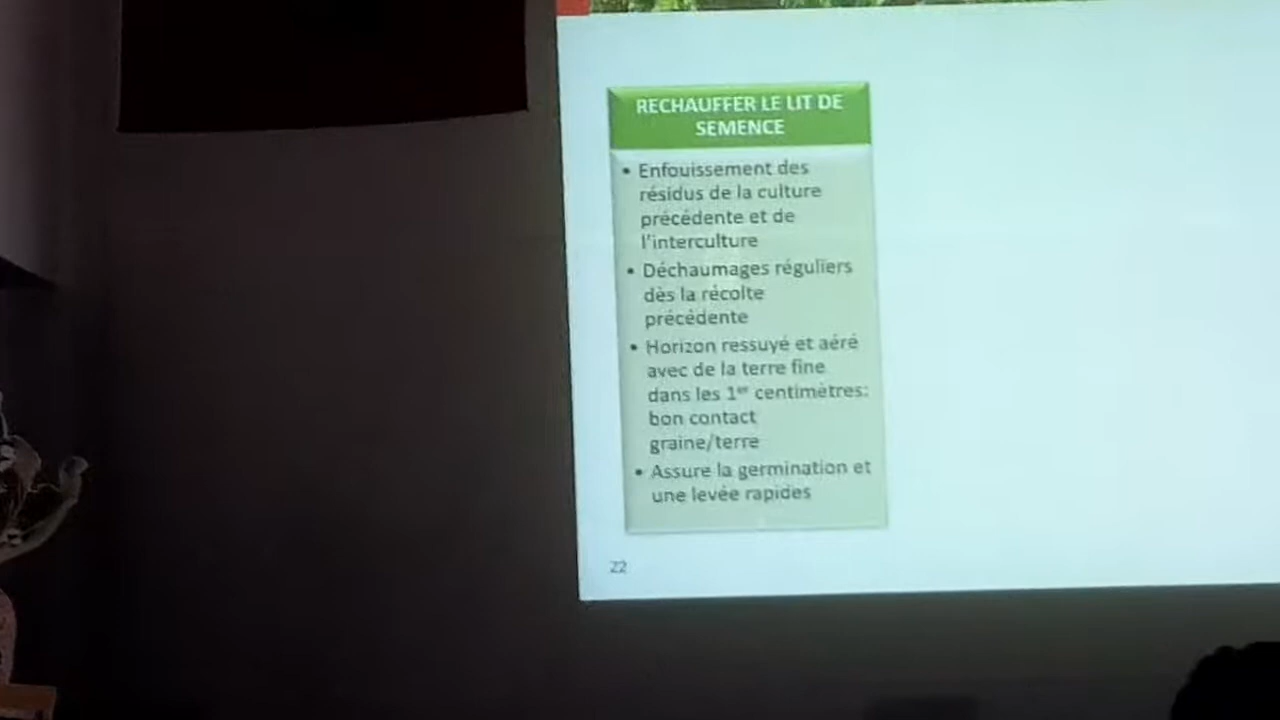 RECHAUFFER LE LIT DE
SEMENCE
• Enfouissement des
résidus de la culture
précédente et de
l'interculture
• Déchaumages réguliers
dès la récolte
précédente
• Horizon ressuyé et aéré
avec de la terre fine
dans les 1er centimètres:
bon contact
graine/terre
• Assure la germination et
une levée rapides
22